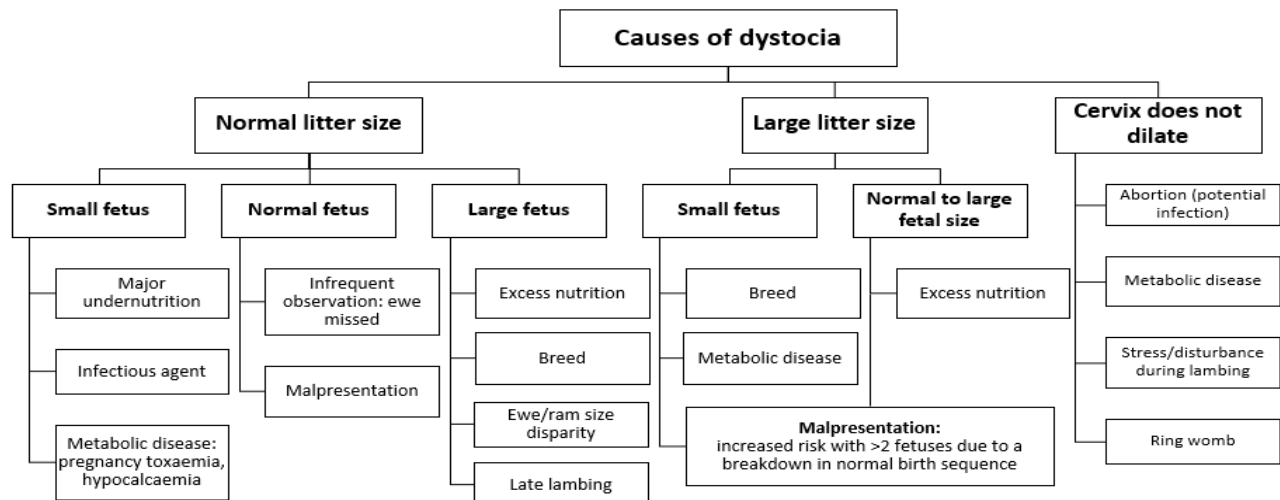 Causes of dystocia
Normal litter size
Large litter size
Cervix does not
dilate
Small fetus
Normal fetus
Large fetus
Small fetus
Normal to large
fetal size
Major
undernutrition
Infectious agent
Metabolic disease:
pregnancy toxaemia,
hypocalcaemia
Infrequent
observation: ewe
missed
Malpresentation
Excess nutrition
Breed
Ewe/ram size
disparity
Late lambing
Breed
Metabolic disease
Excess nutrition
Malpresentation:
increased risk with >2 fetuses due to a
breakdown in normal birth sequence
Abortion (potential
infection)
Metabolic disease
Stress/disturbance
during lambing
Ring womb